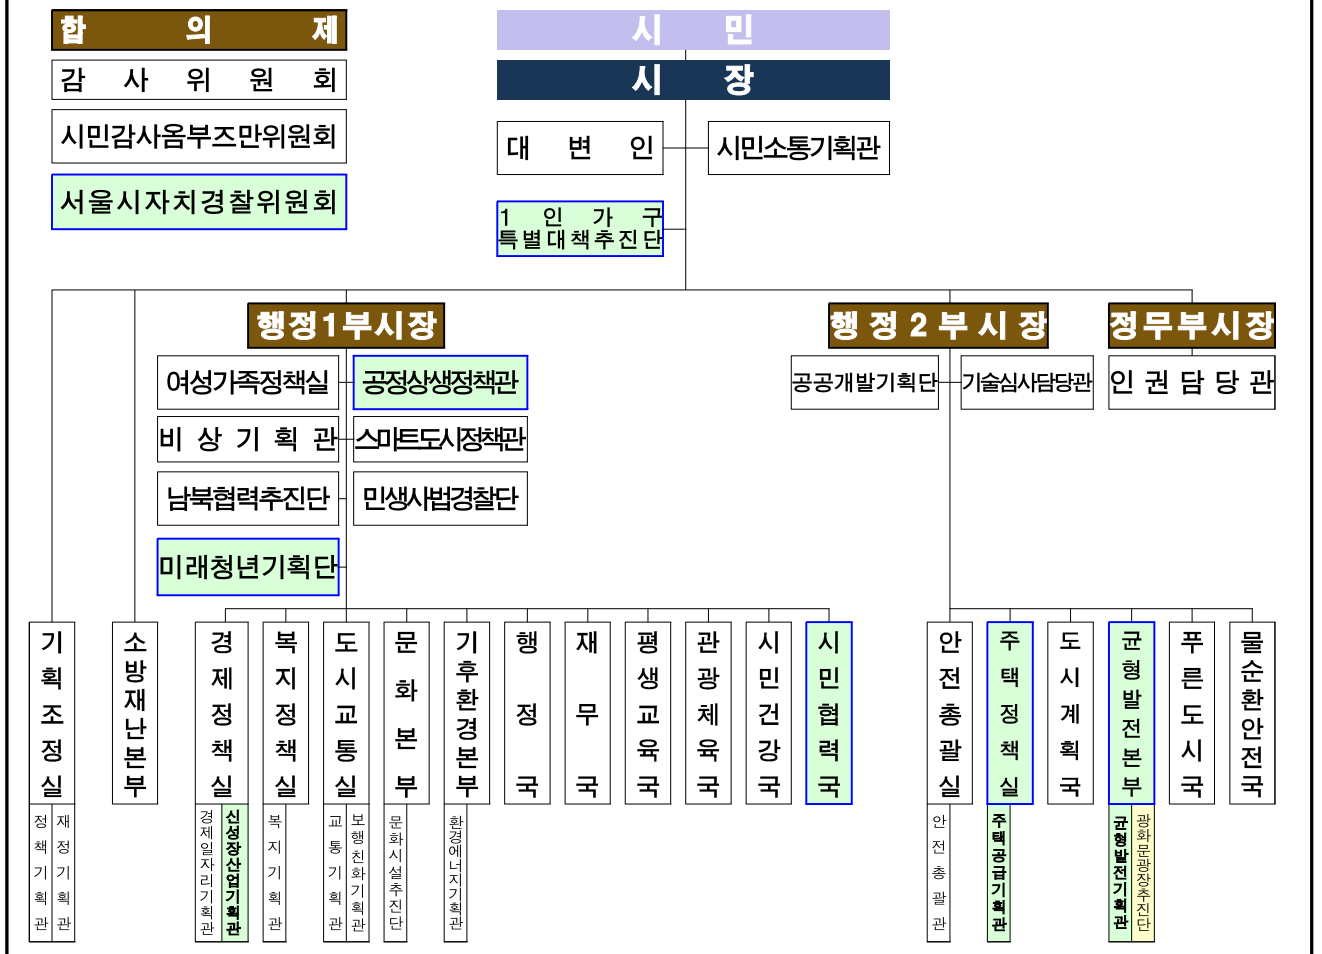 합의제
감사위원회
시민감사옴부즈만위원회
서울시자치경찰위원회
시민
시장
대변인
시민소통기획관
1인가구
특별대책추진단
행정1부시장
행정2부시장
정무부시장
여성가족정책실
공정상생정책관
공공개발기획단
기술심사담당관
인권담당관
비상기획관
스마트도시정책관
남북협력추진단
민생사법경찰단
미래청년기획단
기획조정실
소방재난본부
경제정책실
복지정책실
도시교통실
문화본부
기후환경본부
행정국
재무국
평생교육국
관광체육국
시민건강국
시민협력국
안전총괄실
주택정책실
도시계획국
균형발전본부
푸른도시국
물순환안전국
정책기획관
재정기획관
경제일자리기획관
신성장산업기획관
복지기획관
교통기획관
보행친화기획관
문화시설추진단
환경에너지기획관
안전총괄관
주택공급기획관
균형발전기획관
광화문광장추진단